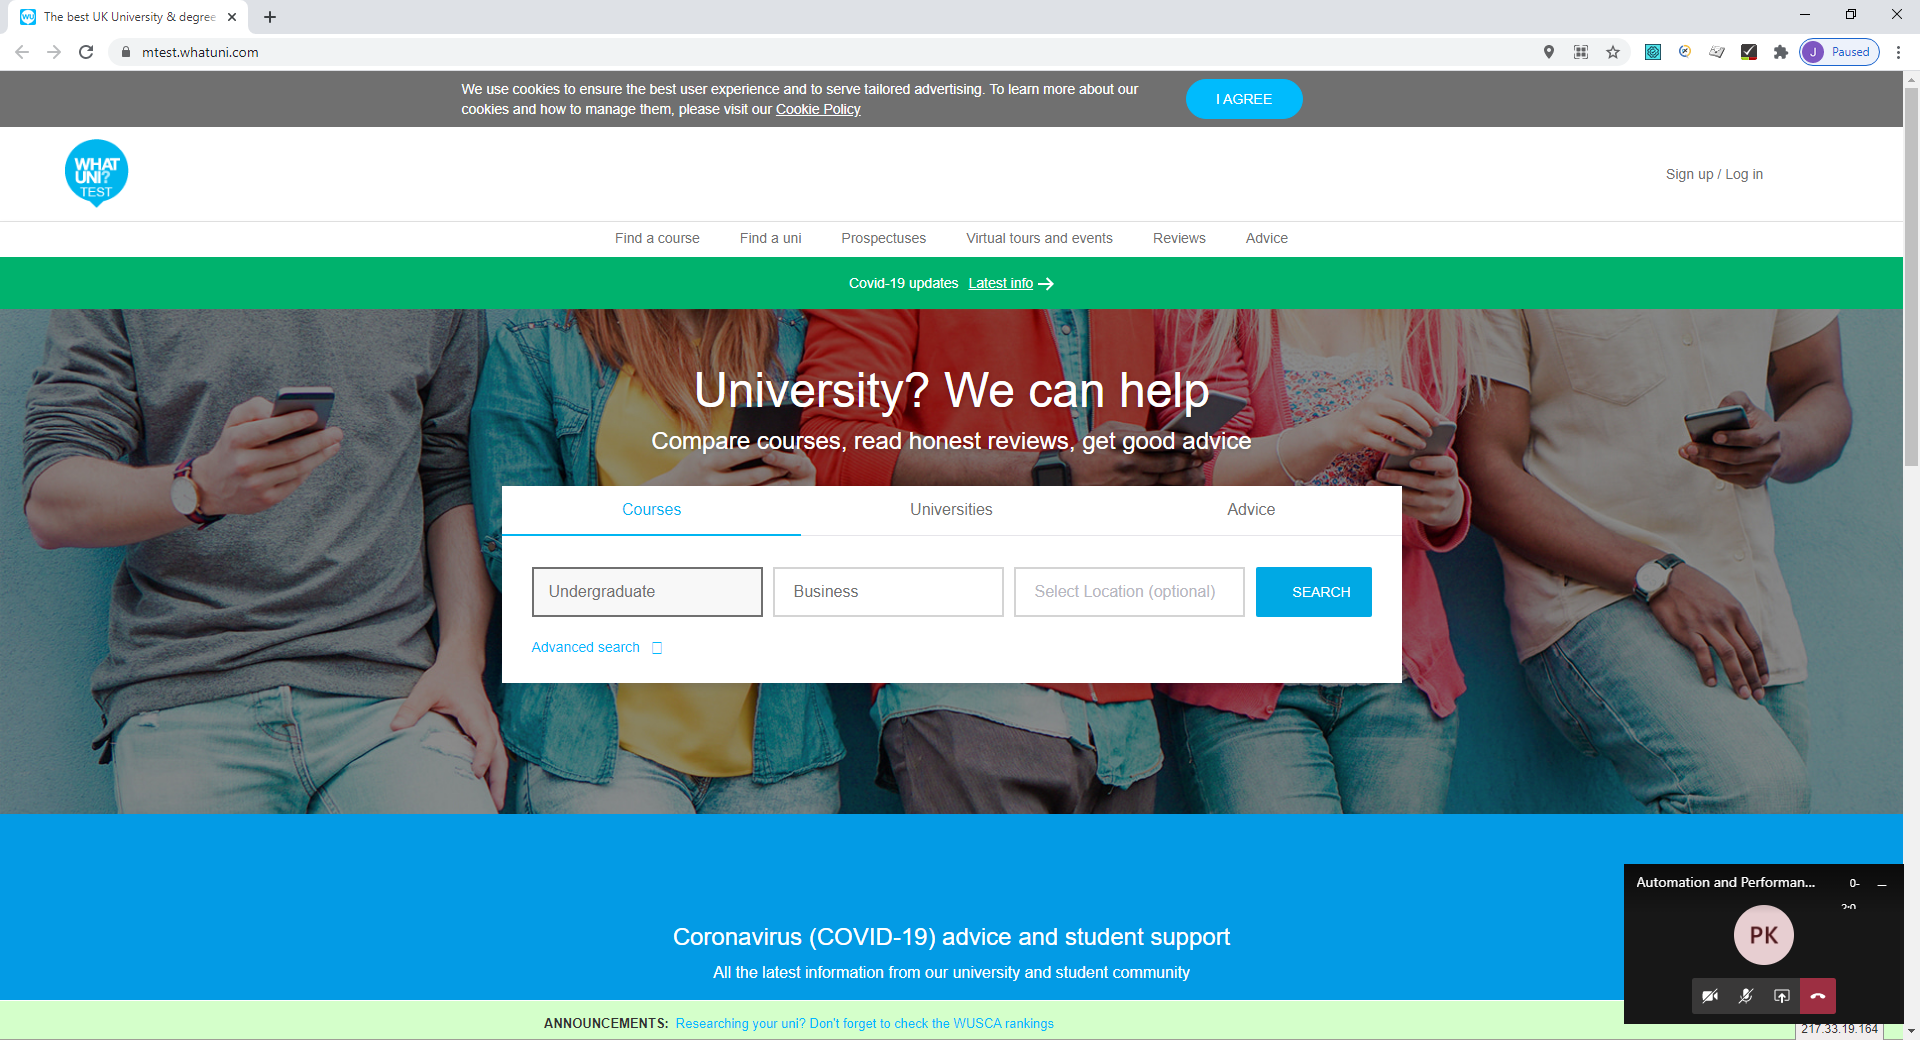 The best UK University & degree
mtest.whatuni.com
J Paused
We use cookies to ensure the best user experience and to serve tailored advertising. To learn more about our
cookies and how to manage them, please visit our Cookie Policy
I AGREE
WHAT
UNI?
TEST
Sign up / Log in
Find a course Find a uni Prospectuses Virtual tours and events Reviews Advice
Covid-19 updates Latest info
University? We can help
Compare courses, read honest reviews, get good advice
Courses Universities Advice
Undergraduate Business Select Location (optional) SEARCH
Advanced search
Coronavirus (COVID-19) advice and student support
All the latest information from our university and student community
Automation and Performan...
PK
ANNOUNCEMENTS: Researching your uni? Don't forget to check the WUSCA rankings
217.33.19.164